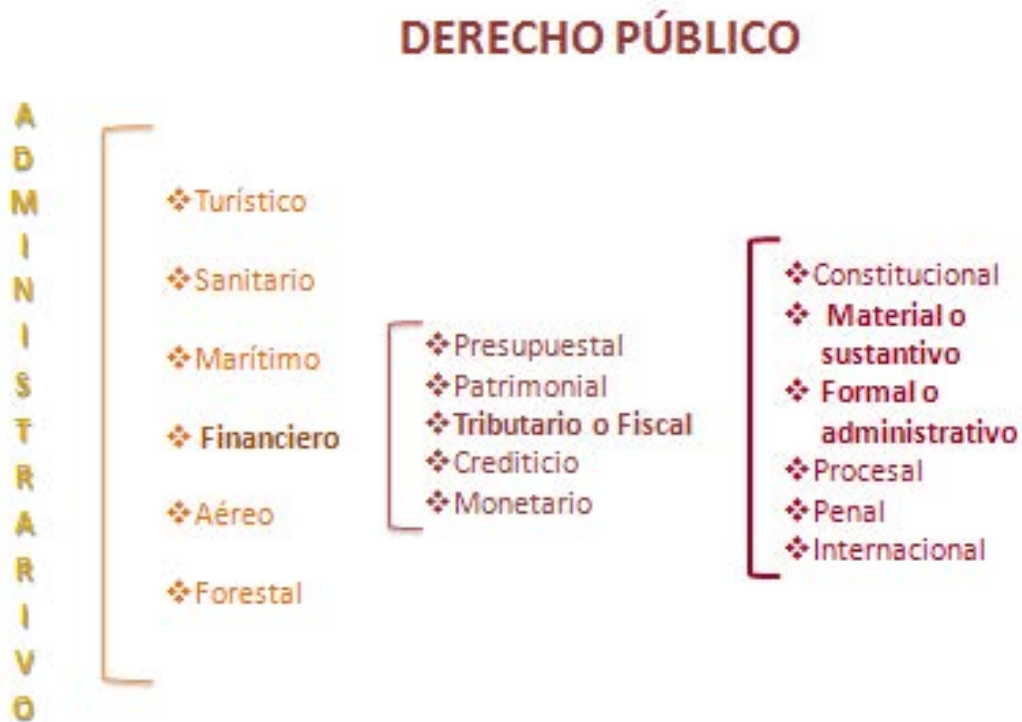 DERECHO PÚBLICO
ADMINISTRARIVO
❖Turístico
❖Sanitario
❖Marítimo
❖Financiero
❖Aéreo
❖Forestal
❖Presupuestal
❖Patrimonial
❖Tributario o Fiscal
❖Crediticio
❖Monetario
❖Constitucional
❖ Material o
sustantivo
❖ Formal o
administrativo
❖Procesal
❖Penal
❖Internacional